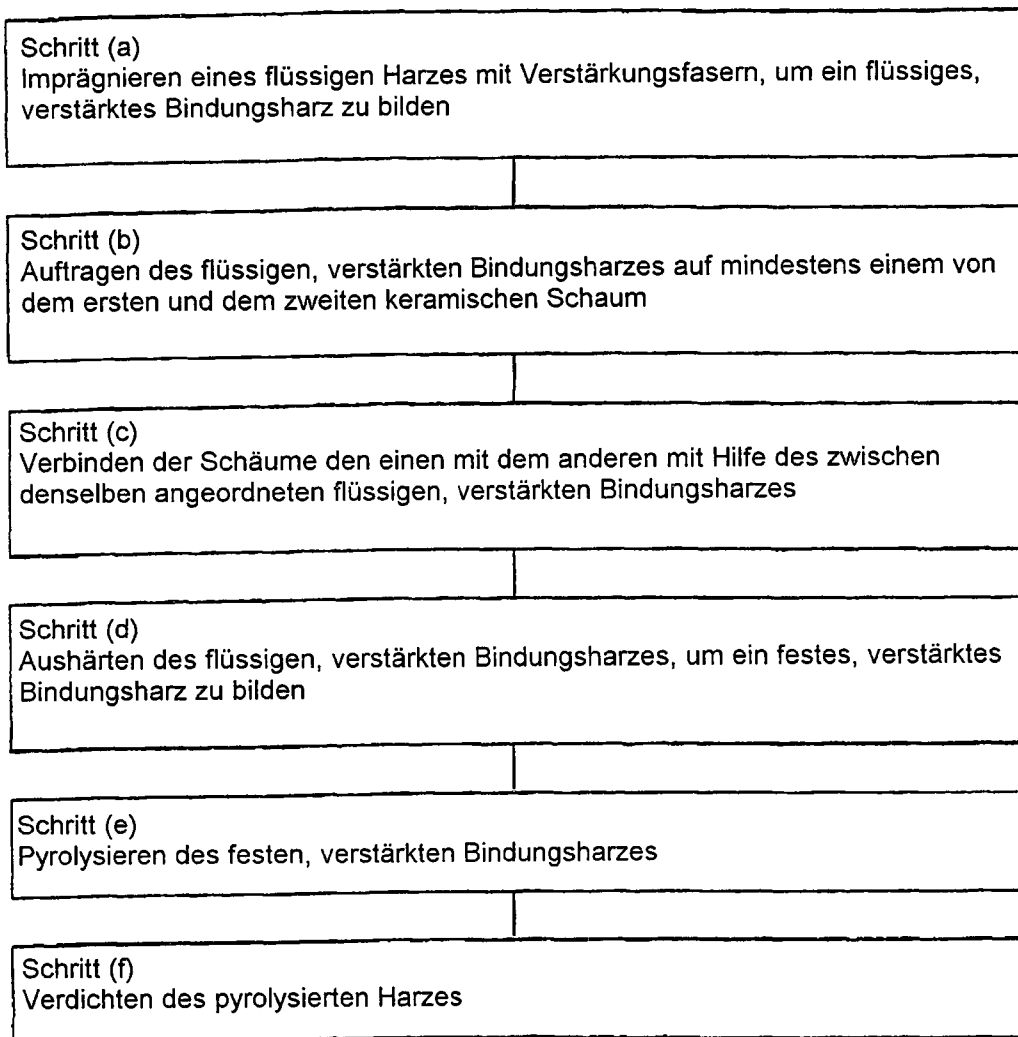 Schritt (a)
Imprägnieren eines flüssigen Harzes mit Verstärkungsfasern, um ein flüssiges,
verstärktes Bindungsharz zu bilden
Schritt (b)
Auftragen des flüssigen, verstärkten Bindungsharzes auf mindestens einem von
dem ersten und dem zweiten keramischen Schaum
Schritt (c)
Verbinden der Schäume den einen mit dem anderen mit Hilfe des zwischen
denselben angeordneten flüssigen, verstärkten Bindungsharzes
Schritt (d)
Aushärten des flüssigen, verstärkten Bindungsharzes, um ein festes, verstärktes
Bindungsharz zu bilden
Schritt (e)
Pyrolysieren des festen, verstärkten Bindungsharzes
Schritt (f)
Verdichten des pyrolysierten Harzes